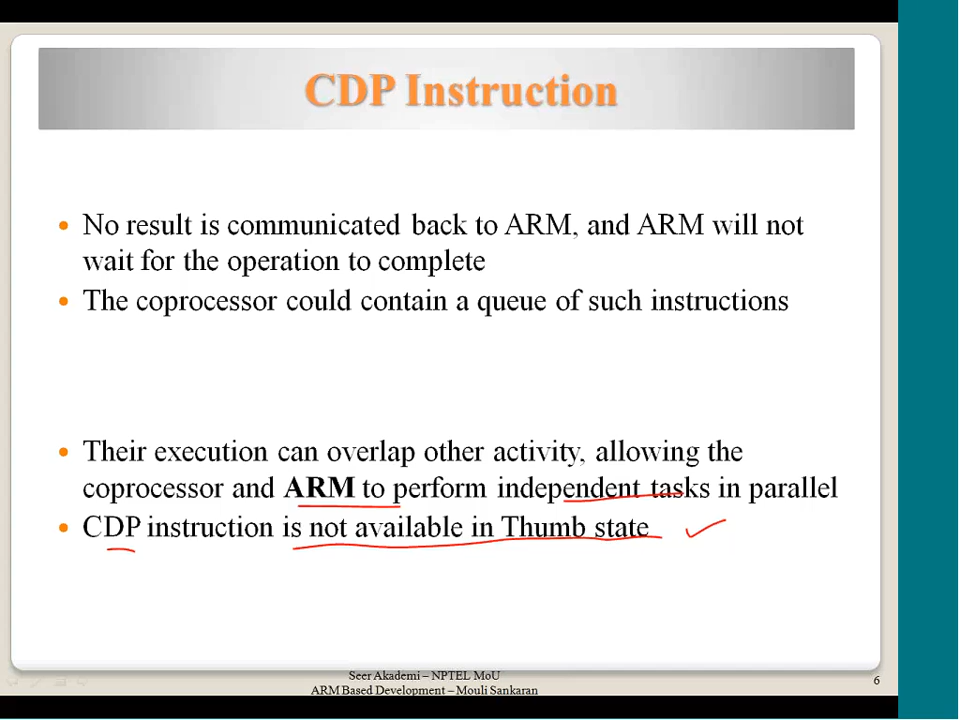 CDP Instruction
No result is communicated back to ARM, and ARM will not
wait for the operation to complete
The coprocessor could contain a queue of such instructions
Their execution can overlap other activity, allowing the
coprocessor and ARM to perform independent tasks in parallel
CDP instruction is not available in Thumb state
Seer Akademi – NPTEL MoU
ARM Based Development – Mouli Sankaran
6